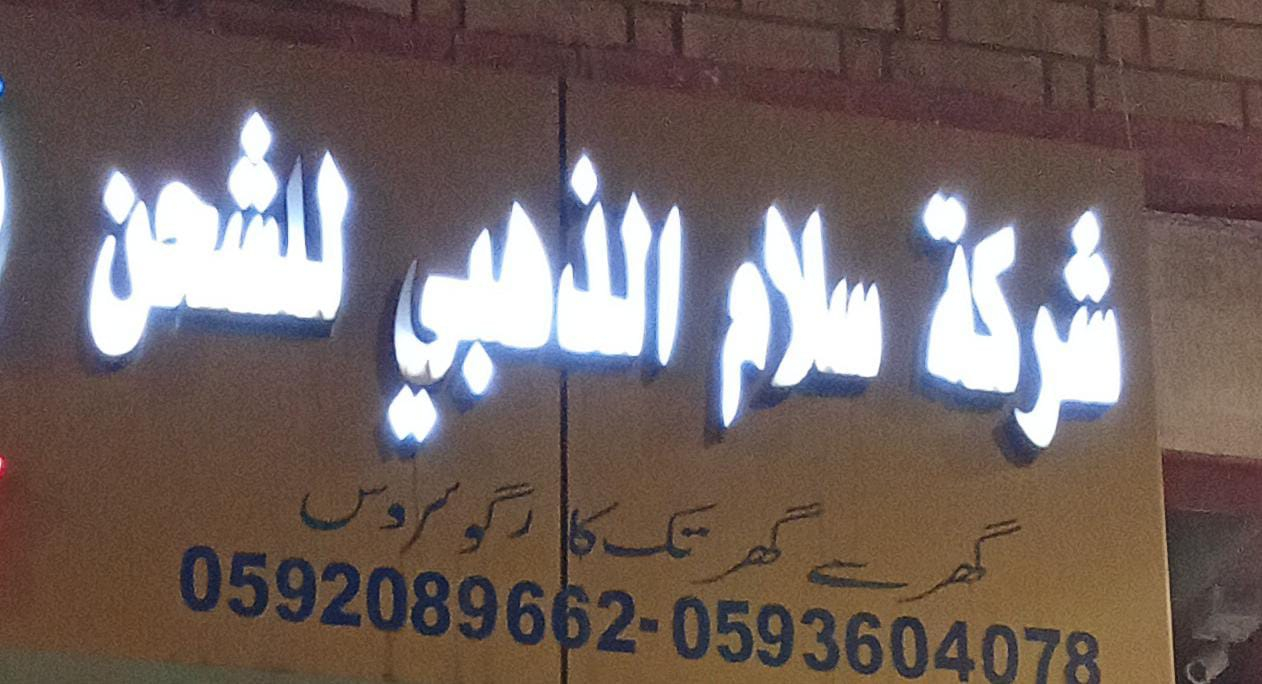 شركة سلام الذهبي للشحن
گھر سے گھر تک کارگو سروس
0592089662-0593604078